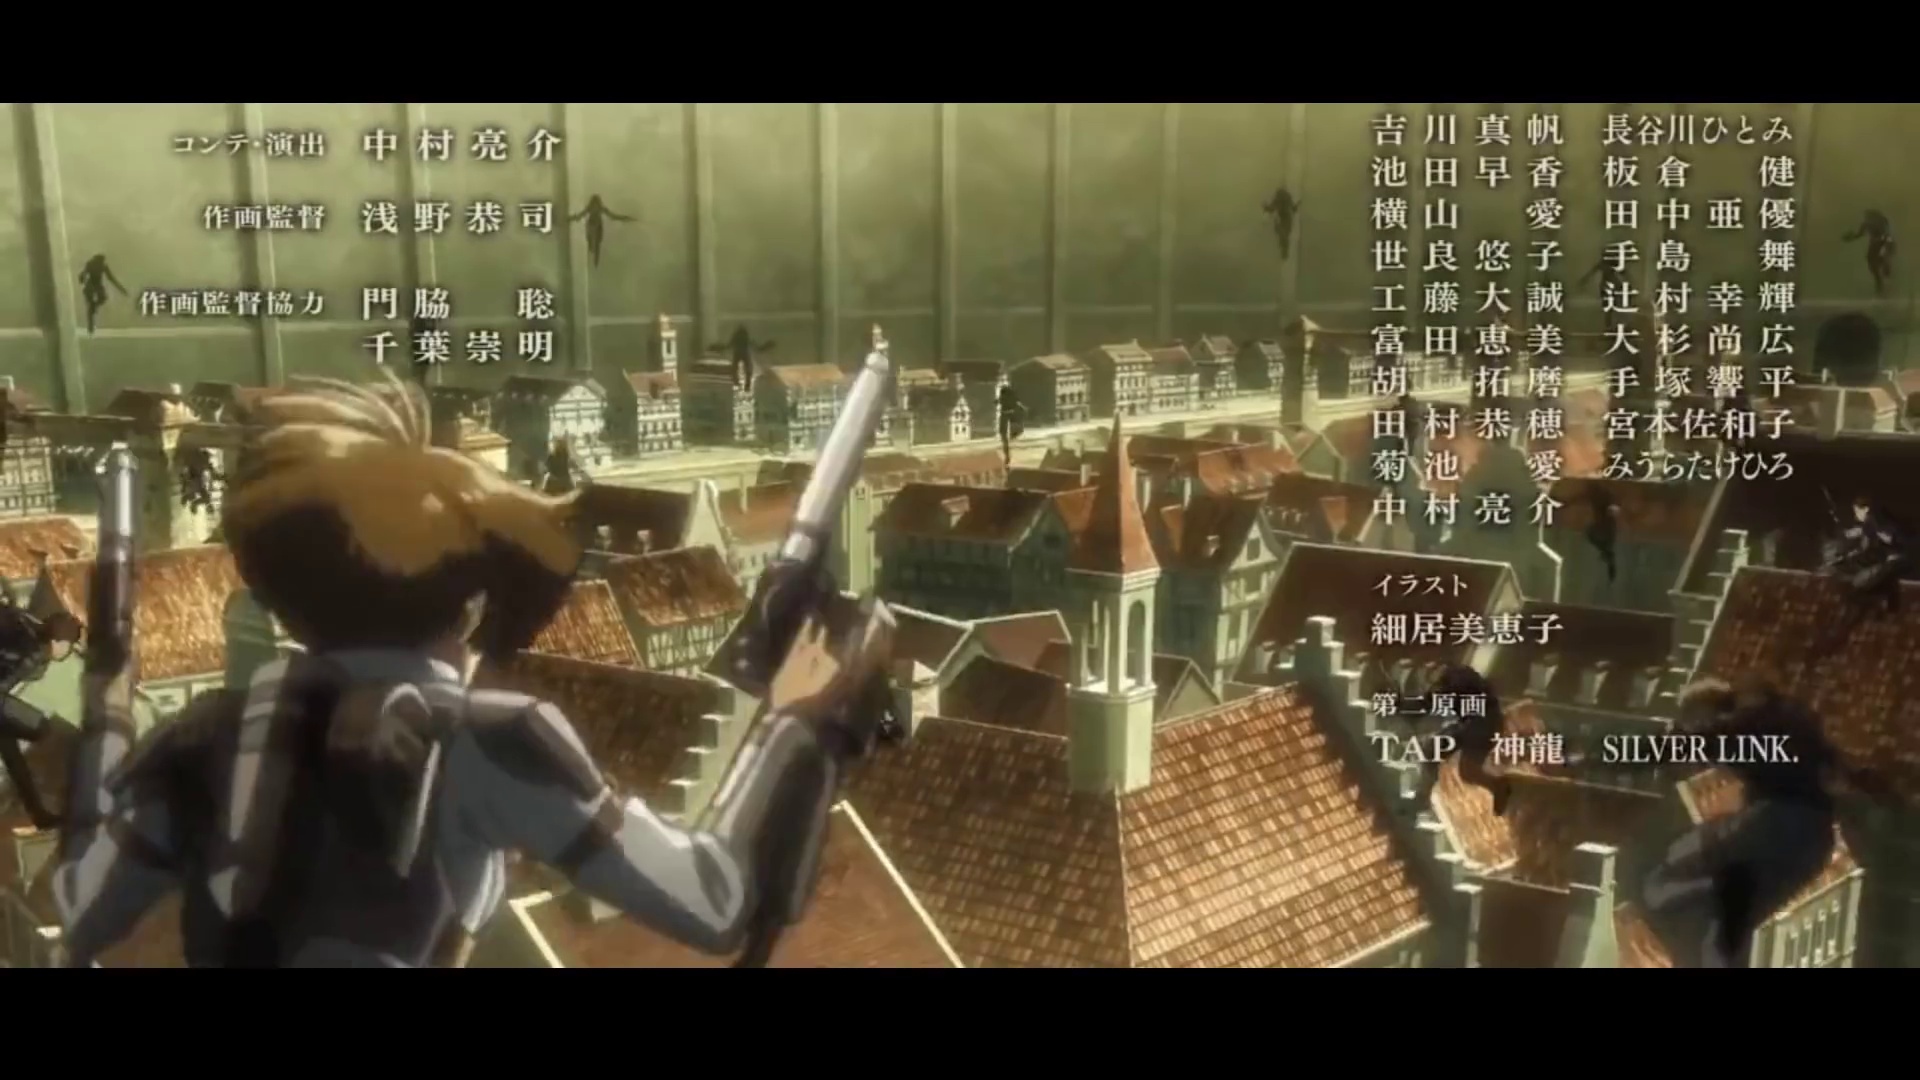 コンテ・演出 中村亮介
作画監督 浅野恭司
作画監督協力 門脇 聡
千葉崇明
吉川真帆 長谷川ひとみ
池田早香 板倉 健
横山 愛 田中亜優
世良悠子 手島 舞
工藤大誠 辻村幸輝
富田恵美 大杉尚広
胡 拓磨 手塚響平
田村恭穂 宮本佐和子
菊池 愛 みうらたけひろ
中村亮介
イラスト
細居美恵子
第二原画
TAP 神龍 SILVER LINK.